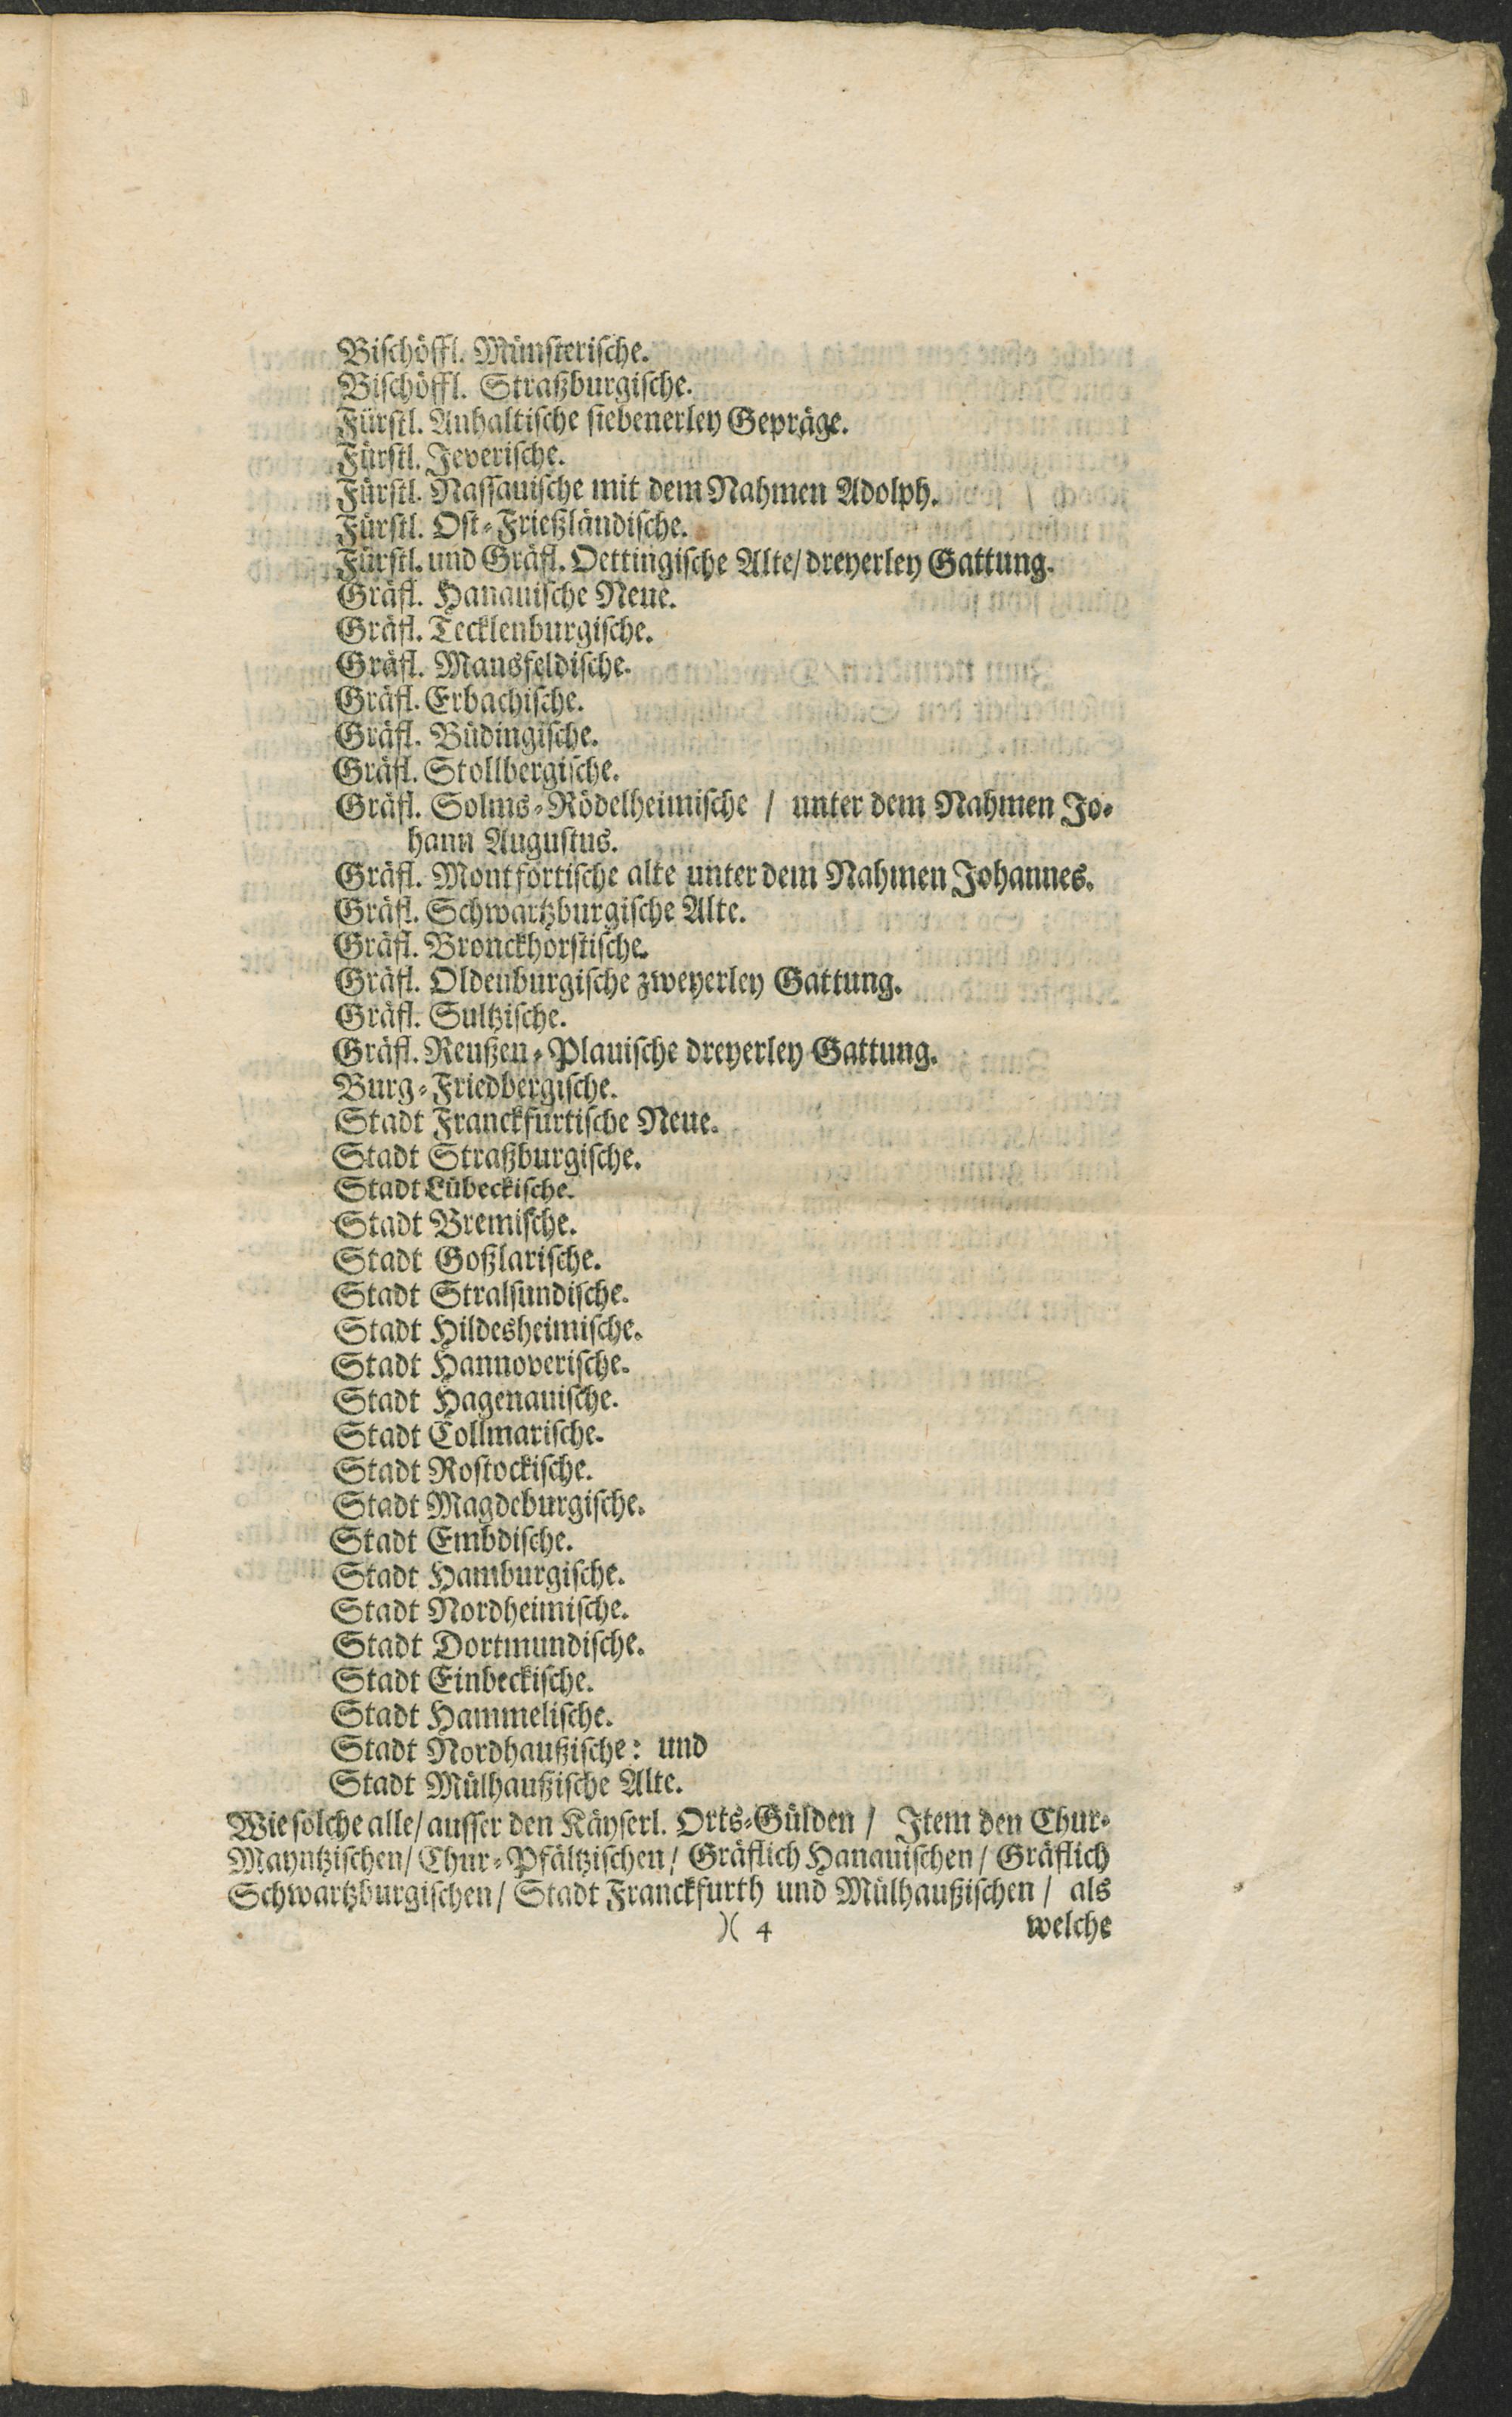 Bischöffl. Münsterische.
Bischöffl. Straßburgische.
Fürstl. Anhaltische siebenerley Gepräge.
Fürstl. Jeverische.
Fürstl. Nassauische mit dem Nahmen Adolph.
Fürstl. Ost-Frießländische.
Fürstl. und Gräfl. Oettingische Alte/ dreyerley Gattung.
Gräfl. Hanauische Neue.
Gräfl. Tecklenburgische.
Gräfl. Mansfeldische.
Gräfl. Erbachische.
Gräfl. Büdingische.
Gräfl. Stollbergische.
Gräfl. Solms-Rödelheimische / unter dem Nahmen Jo-
hann Augustus.
Gräfl. Montfortische alte unter dem Nahmen Johannes.
Gräfl. Schwartzburgische Alte.
Gräfl. Bronckhorstische.
Gräfl. Oldenburgische zweyerley Gattung.
Gräfl. Sultzische.
Gräfl. Reußen-Plauische dreyerley Gattung.
Burg-Friedbergische.
Stadt Franckfurtische Neue.
Stadt Straßburgische.
Stadt Lübeckische.
Stadt Bremische.
Stadt Goßlarische.
Stadt Stralsundische.
Stadt Hildesheimische.
Stadt Hannoverische.
Stadt Hagenauische.
Stadt Collmarische.
Stadt Rostockische.
Stadt Magdeburgische.
Stadt Embdische.
Stadt Hamburgische.
Stadt Nordheimische.
Stadt Dortmundische.
Stadt Einbeckische.
Stadt Hammelische.
Stadt Nordhaußische: und
Stadt Mülhaußische Alte.
Wie solche alle/ ausser den Käyserl. Orts-Gülden / Item den Chur-
Mayntzischen/ Chur-Pfältzischen/ Gräflich Hanauischen/ Gräflich
Schwartzburgischen/ Stadt Franckfurth und Mülhaußischen/ als
)( 4 welche